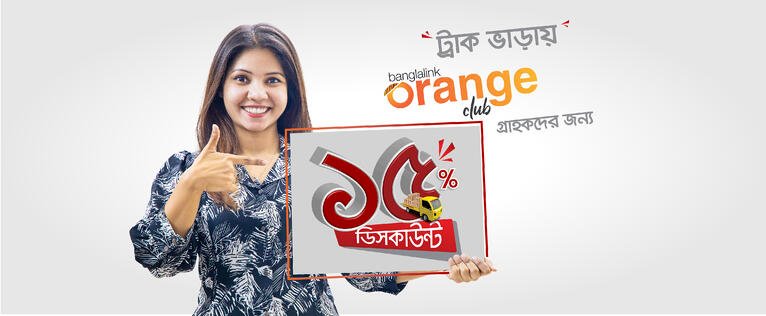 ট্রাক ভাড়ায়
banglalink
orange
club
গ্রাহকদের জন্য
১৫%
ডিসকাউন্ট